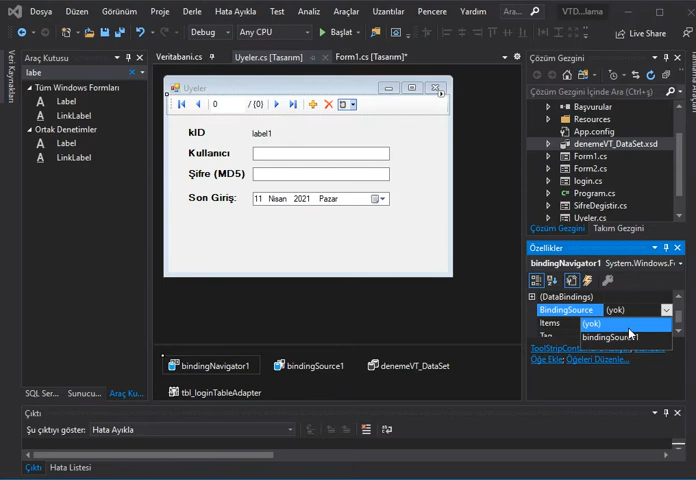 Dosya
Düzen
Görünüm
Proje
Derle
Hata Ayıkla
Test
Analiz
Araçlar
Uzantılar
Pencere
Yardım
Ara...
VTD...lama
Debug
Any CPU
Başlat
Live Share
Veri Kaynakları
Araç Kutusu
labe
Tüm Windows Formları
Label
LinkLabel
Ortak Denetimler
Label
LinkLabel
SQL Ser...
Sunucu...
Araç Ku...
Veritabani.cs
Uyeler.cs [Tasarım]
Form1.cs [Tasarım]*
Uyeler
0
/ {0}
kID
label1
Kullanıcı
Şifre (MD5)
Son Giriş:
11 Nisan 2021 Pazar
bindingNavigator1
bindingSource1
denemeVT_DataSet
tbl_loginTableAdapter
Çözüm Gezgini
Çözüm Gezgini İçinde Ara (Ctrl+ş)
Başvurular
Resources
App.config
denemeVT_DataSet.xsd
Form1.cs
Form2.cs
login.cs
Program.cs
SifreDegistir.cs
Uyeler.cs
Çözüm Gezgini
Takım Gezgini
Özellikler
bindingNavigator1 System.Windows.Fo
(DataBindings)
BindingSource
(yok)
Items
(yok)
Tag
bindingSource1
Öğe Ekle, Öğeleri Düzenle...
Çıktı
Şu çıktıyı göster:
Hata Ayıkla
Çıktı
Hata Listesi